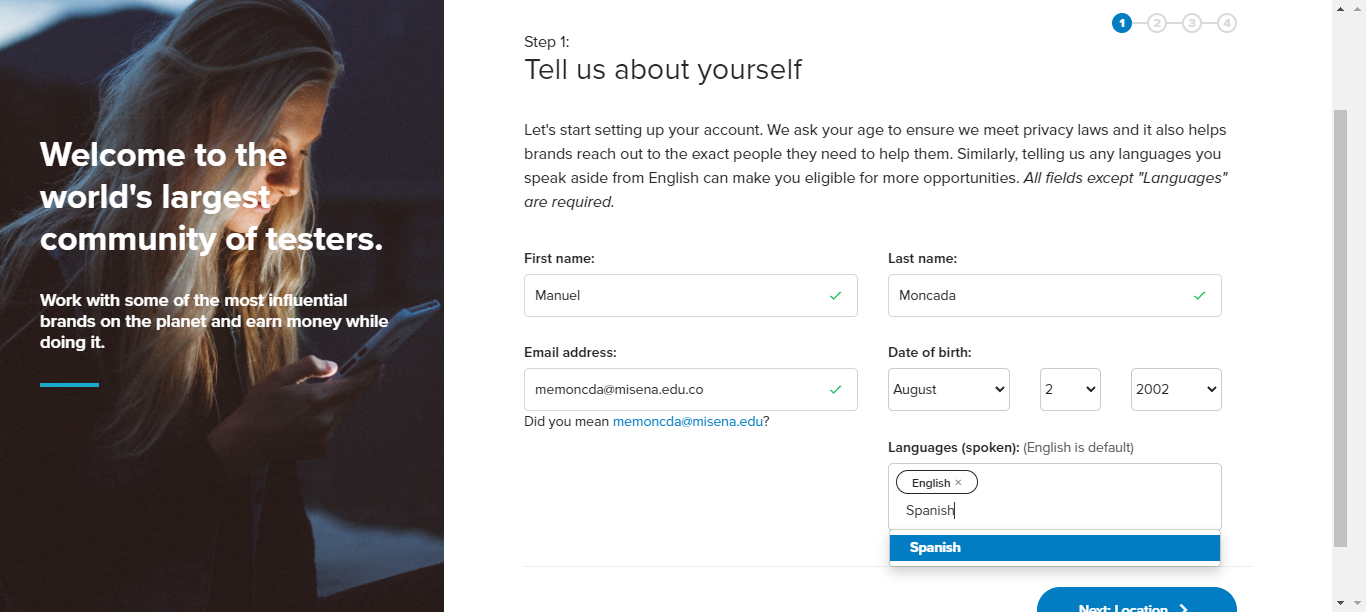 Welcome to the
world's largest
community of testers.
Work with some of the most influential
brands on the planet and earn money while
doing it.
1 2 3 4
Step 1:
Tell us about yourself
Let's start setting up your account. We ask your age to ensure we meet privacy laws and it also helps
brands reach out to the exact people they need to help them. Similarly, telling us any languages you
speak aside from English can make you eligible for more opportunities. All fields except "Languages"
are required.
First name:
Manuel
Last name:
Moncada
Email address:
memoncda@misena.edu.co
Did you mean memoncda@misena.edu?
Date of birth:
August 2 2002
Languages (spoken): (English is default)
English ×
Spanish
Spanish
Next: Location